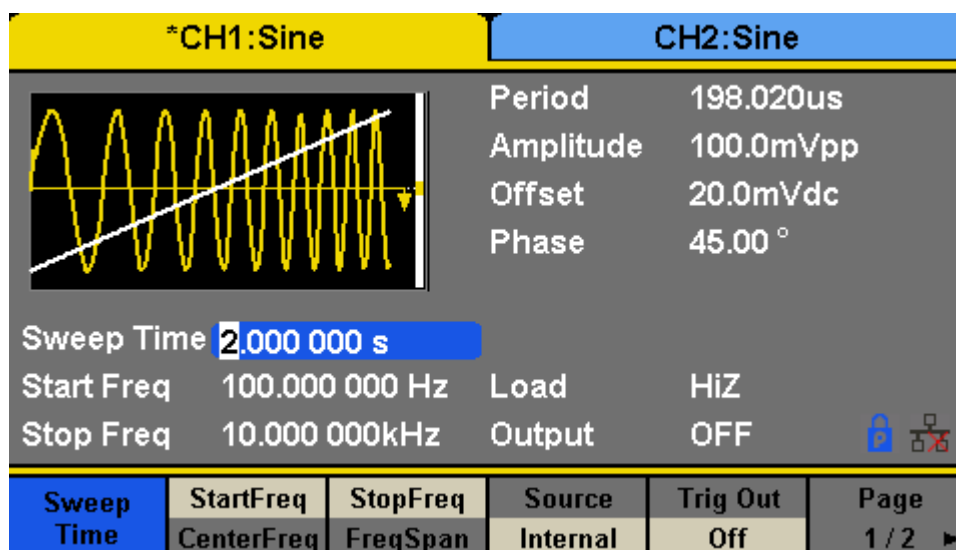 *CH1:Sine CH2:Sine
Period 198.020us
Amplitude 100.0mVpp
Offset 20.0mVdc
Phase 45.00 °
Sweep Time 2.000 000 s
Start Freq 100.000 000 Hz Load HiZ
Stop Freq 10.000 000kHz Output OFF
P
Sweep Time StartFreq StopFreq Source Trig Out Page
CenterFreq FreqSpan Internal Off 1/2 ►